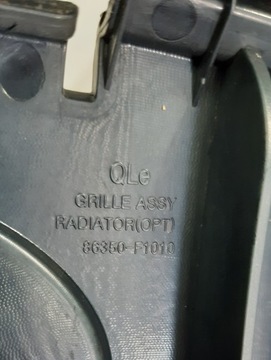 QLe
GRILLE ASSY
RADIATOR(OPT)
86350-F1010